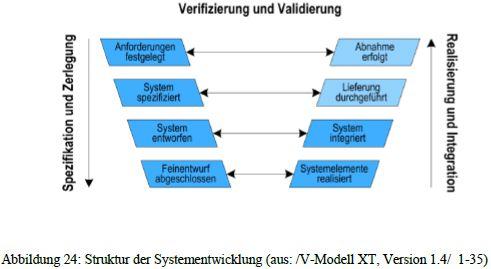 Verifizierung und Validierung
Spezifikation und Zerlegung
Anforderungen
festgelegt
Abnahme
erfolgt
System
spezifiziert
Lieferung
durchgeführt
System
entworfen
System
integriert
Feinentwurf
abgeschlossen
Systemelemente
realisiert
Realisierung und Integration
Abbildung 24: Struktur der Systementwicklung (aus: /V-Modell XT, Version 1.4/ 1-35)